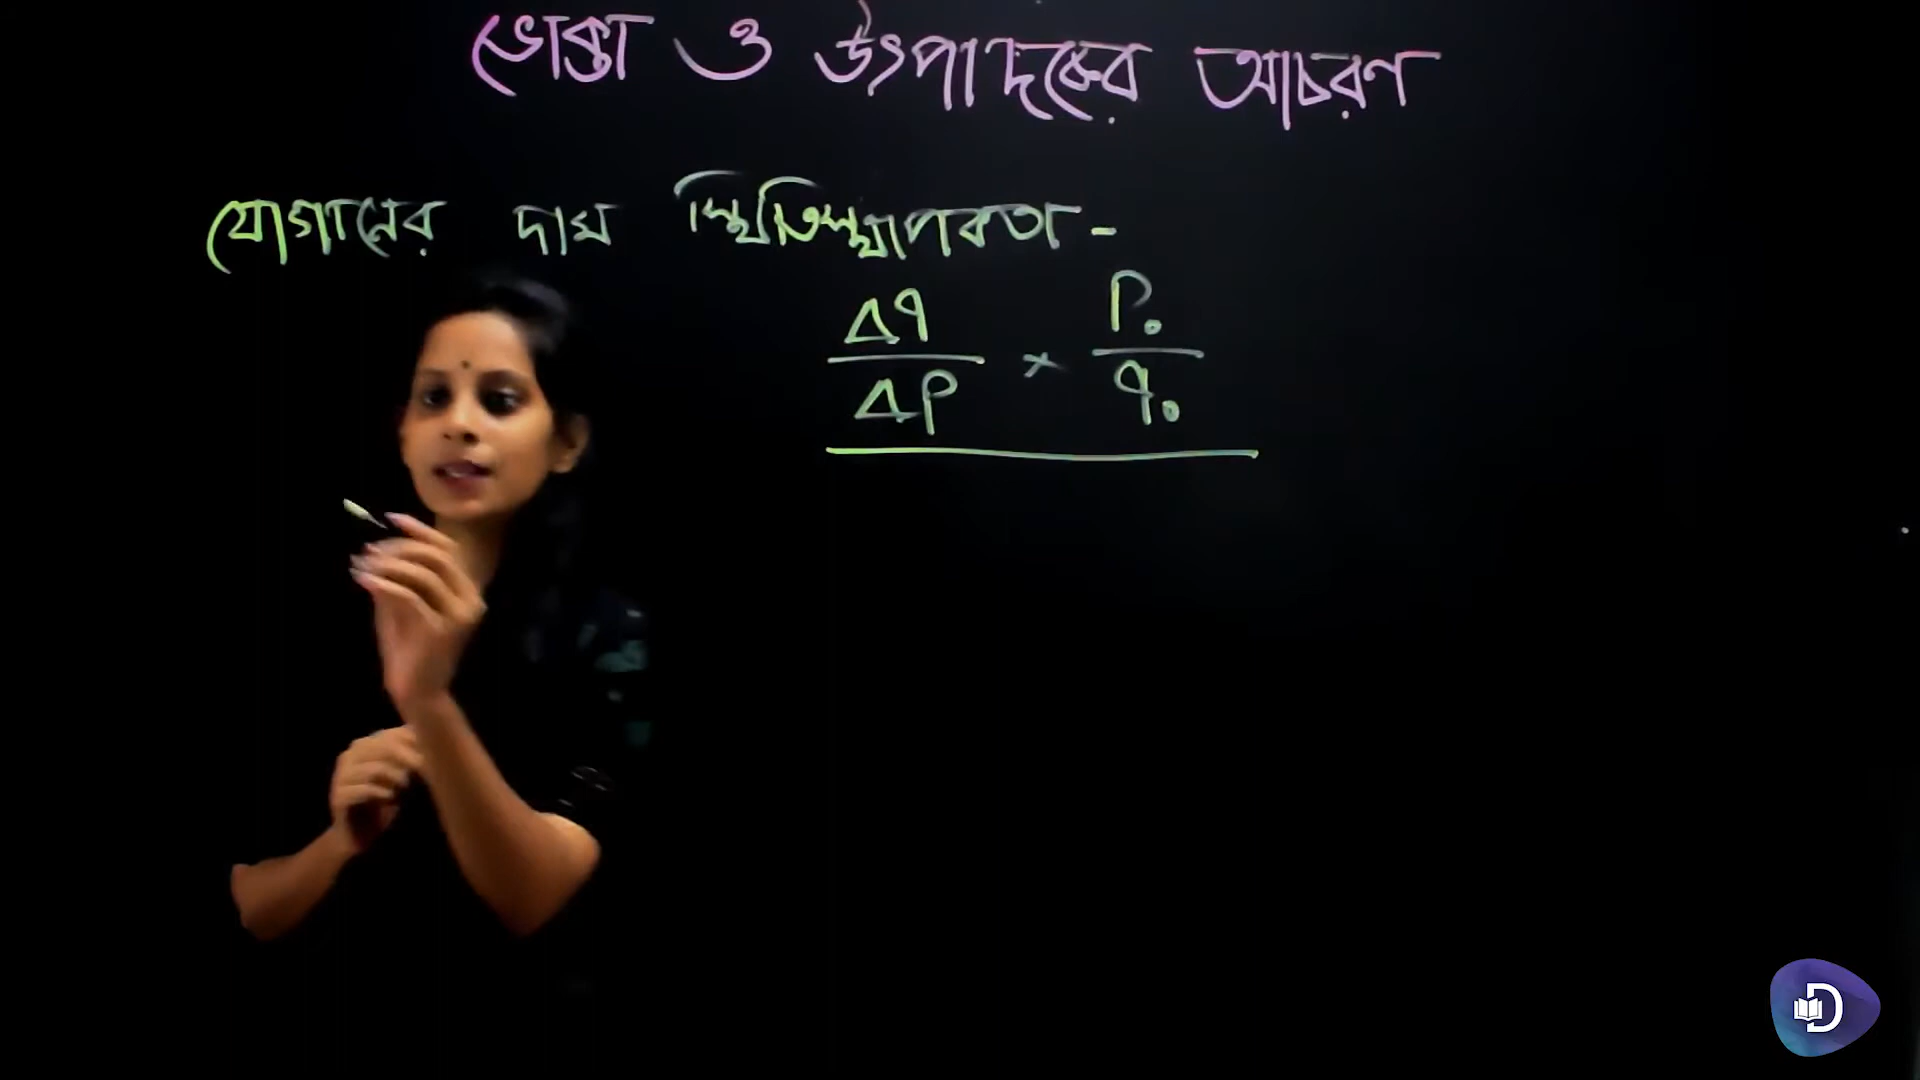 ভোক্তা ও উৎপাদকের আচরণ
যোগানের দাম স্থিতিস্থাপকতা -
Δq/Δp × P₀/q₀